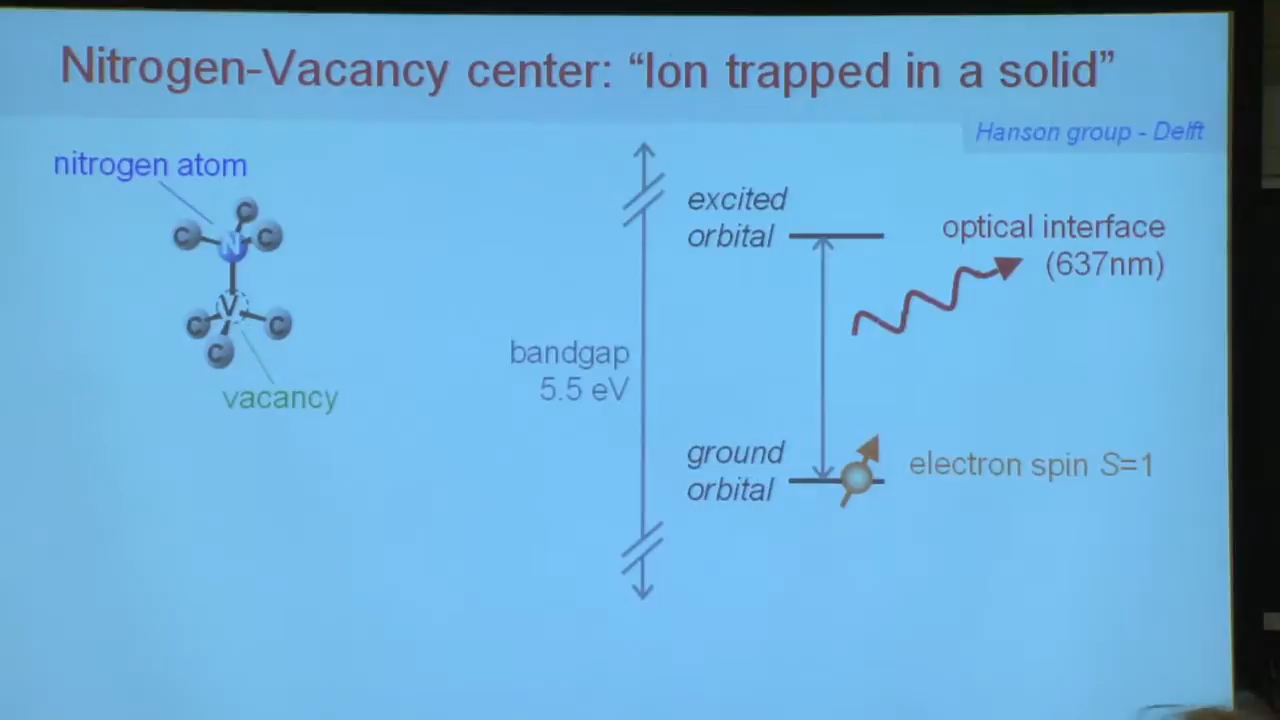 Nitrogen-Vacancy center: “Ion trapped in a solid”
Hanson group - Delft
nitrogen atom
C
C
N
C
V
C
C
C
vacancy
bandgap
5.5 eV
excited
orbital
optical interface
(637nm)
ground
orbital
electron spin S=1